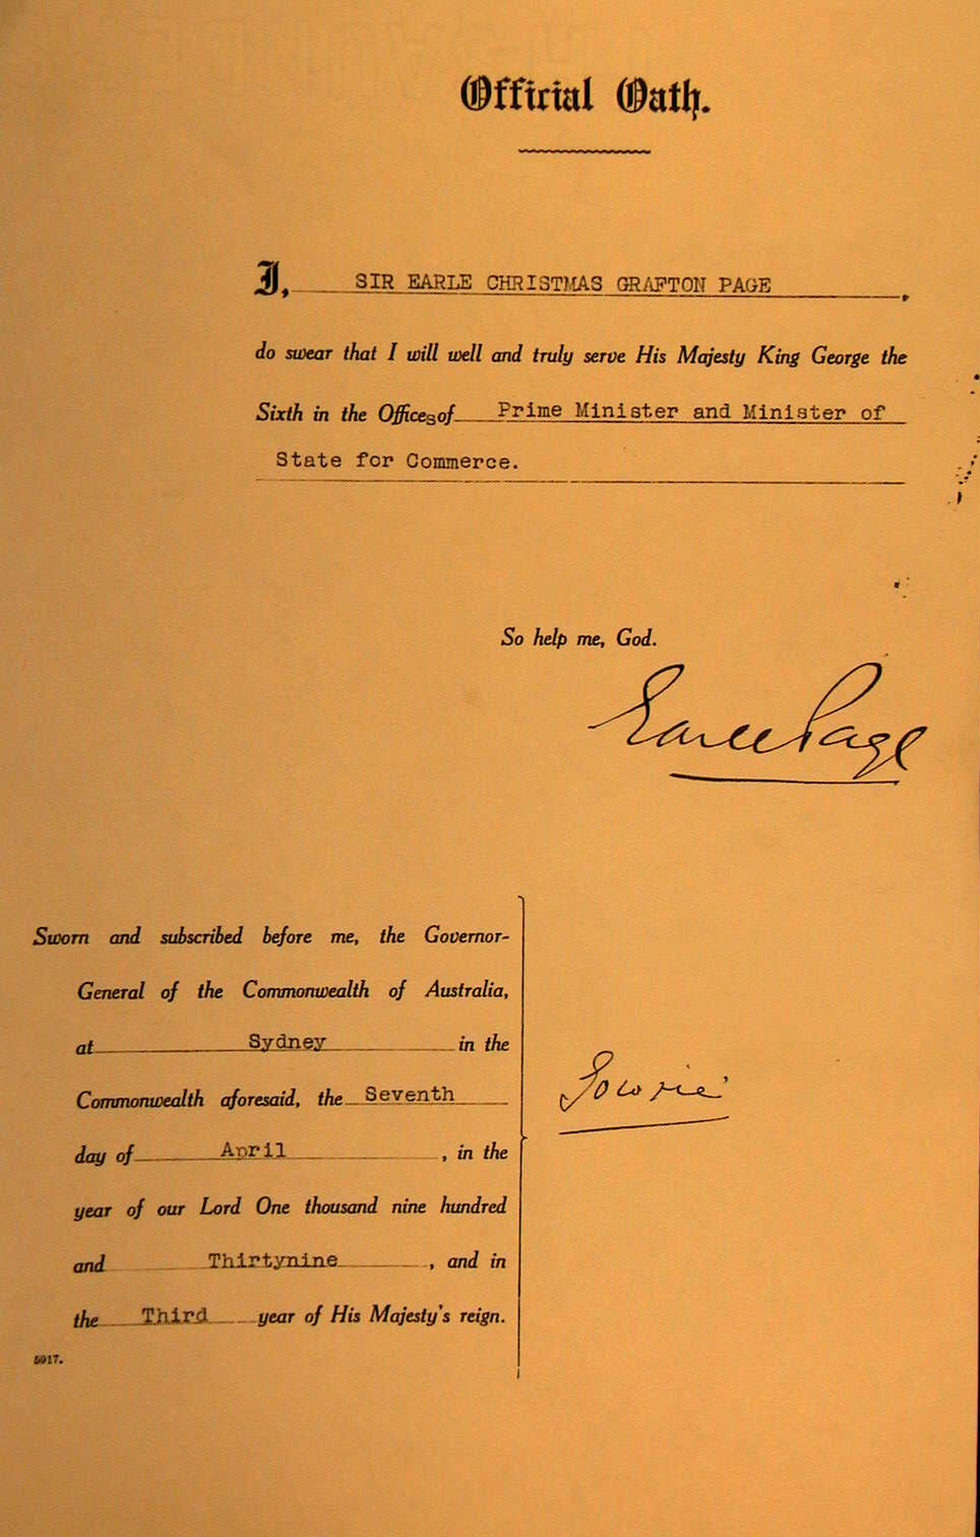 Official Oath.
I, SIR EARLE CHRISTMAS GRAFTON PAGE,
do swear that I will well and truly serve His Majesty King George the
Sixth in the Offices of Prime Minister and Minister of
State for Commerce.
So help me, God.
Earle Page
Sworn and subscribed before me, the Governor-
General of the Commonwealth of Australia,
at Sydney in the
Commonwealth aforesaid, the Seventh
day of April, in the
year of our Lord One thousand nine hundred
and Thirtynine, and in
the Third year of His Majesty's reign.
Gowrie
5917.